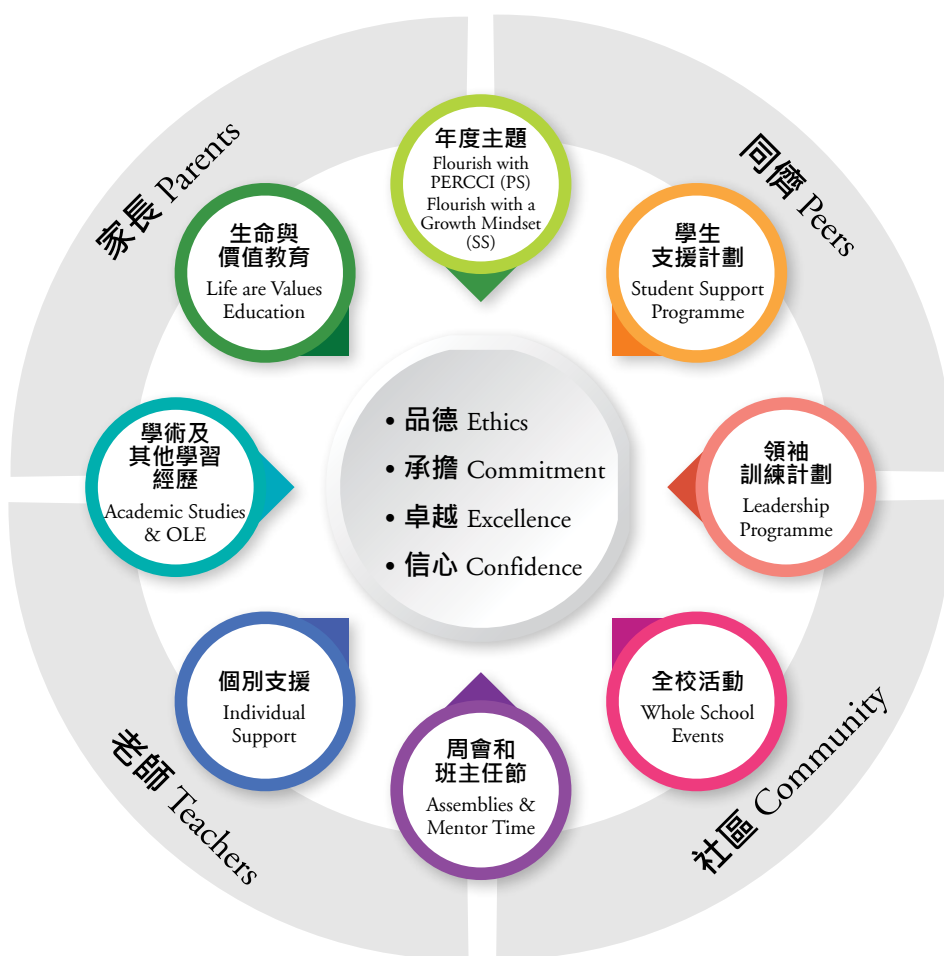 家長 Parents
同儕 Peers
年度主題
Flourish with
PERCCI (PS)
Flourish with a
Growth Mindset
(SS)
生命與
價值教育
Life are Values
Education
學生
支援計劃
Student Support
Programme
學術及
其他學習
經歷
Academic Studies
& OLE
• 品德 Ethics
• 承擔 Commitment
• 卓越 Excellence
• 信心 Confidence
領袖
訓練計劃
Leadership
Programme
個別支援
Individual
Support
周會和
班主任節
Assemblies &
Mentor Time
全校活動
Whole School
Events
老師 Teachers
社區 Community